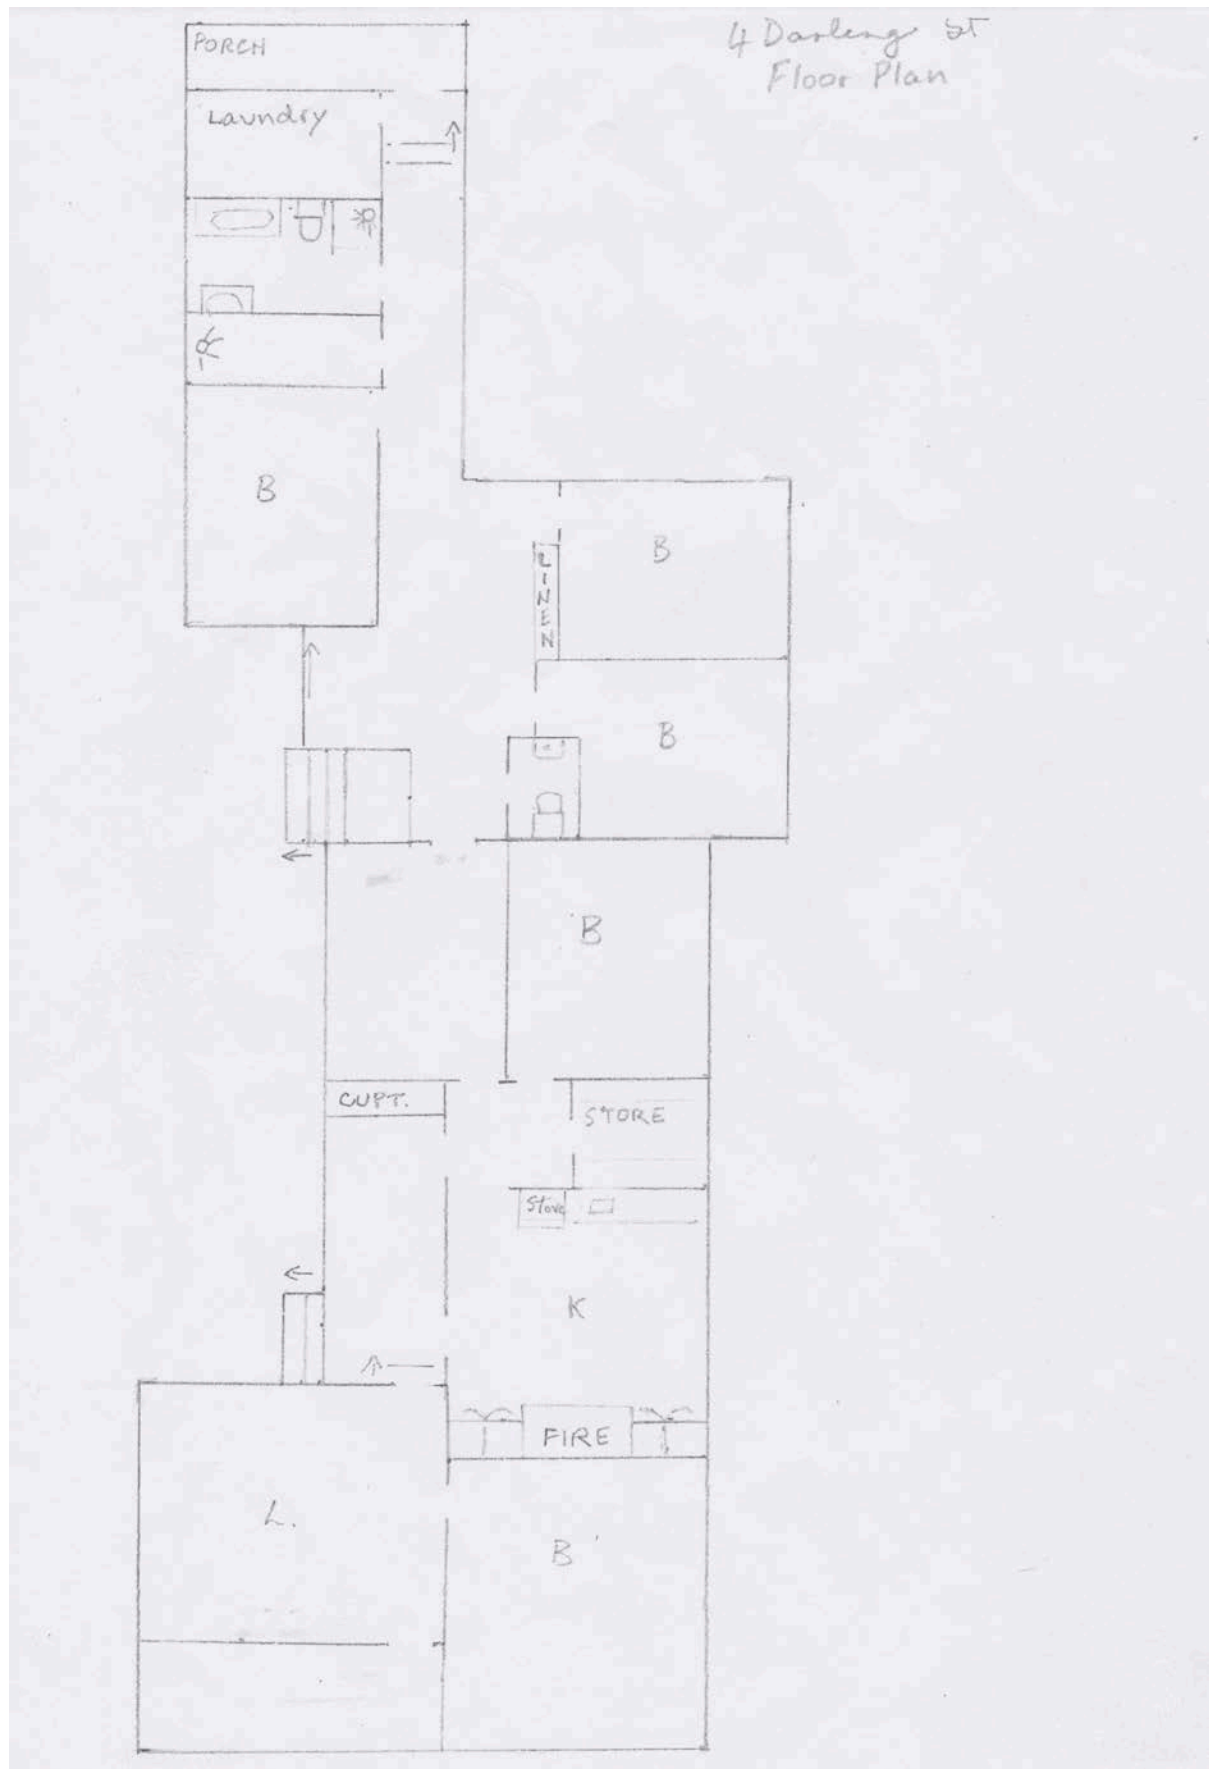 4 Darling St
Floor Plan
PORCH
Laundry
B
B
LINEN
B
B
CUPT.
STORE
Stove
K
FIRE
L.
B